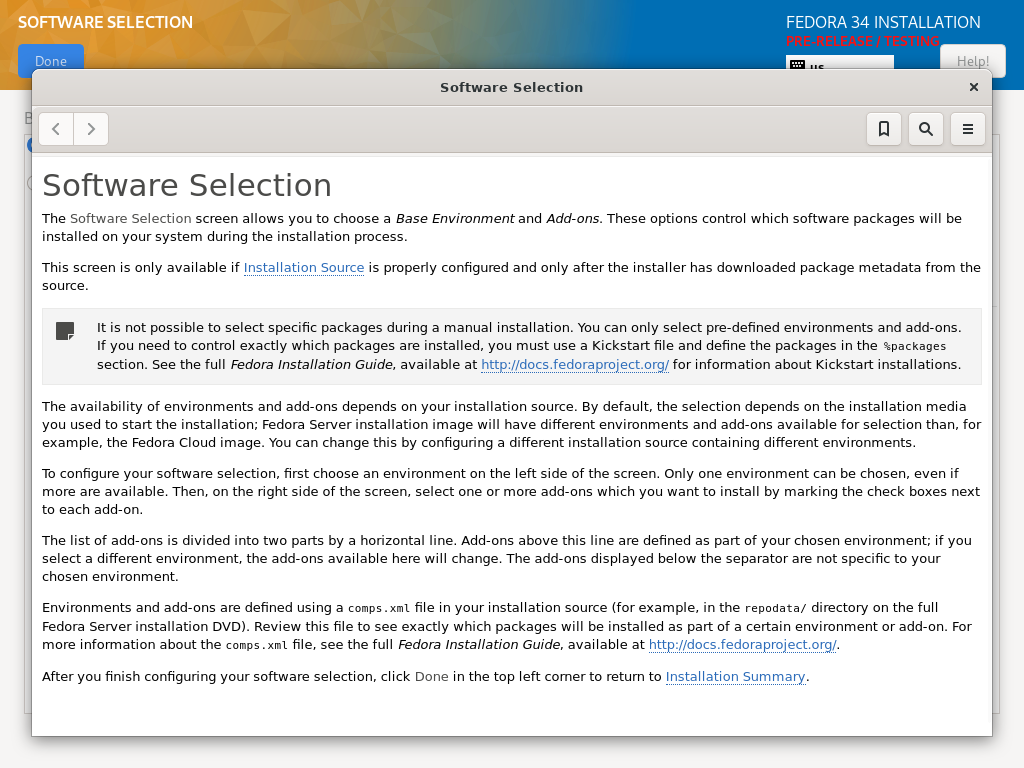 SOFTWARE SELECTION
FEDORA 34 INSTALLATION
PRE-RELEASE / TESTING
Done
us
Help!
Software Selection
Software Selection
The Software Selection screen allows you to choose a Base Environment and Add-ons. These options control which software packages will be
installed on your system during the installation process.
This screen is only available if Installation Source is properly configured and only after the installer has downloaded package metadata from the
source.
It is not possible to select specific packages during a manual installation. You can only select pre-defined environments and add-ons.
If you need to control exactly which packages are installed, you must use a Kickstart file and define the packages in the %packages
section. See the full Fedora Installation Guide, available at http://docs.fedoraproject.org/ for information about Kickstart installations.
The availability of environments and add-ons depends on your installation source. By default, the selection depends on the installation media
you used to start the installation; Fedora Server installation image will have different environments and add-ons available for selection than, for
example, the Fedora Cloud image. You can change this by configuring a different installation source containing different environments.
To configure your software selection, first choose an environment on the left side of the screen. Only one environment can be chosen, even if
more are available. Then, on the right side of the screen, select one or more add-ons which you want to install by marking the check boxes next
to each add-on.
The list of add-ons is divided into two parts by a horizontal line. Add-ons above this line are defined as part of your chosen environment; if you
select a different environment, the add-ons available here will change. The add-ons displayed below the separator are not specific to your
chosen environment.
Environments and add-ons are defined using a comps.xml file in your installation source (for example, in the repodata/ directory on the full
Fedora Server installation DVD). Review this file to see exactly which packages will be installed as part of a certain environment or add-on. For
more information about the comps.xml file, see the full Fedora Installation Guide, available at http://docs.fedoraproject.org/.
After you finish configuring your software selection, click Done in the top left corner to return to Installation Summary.